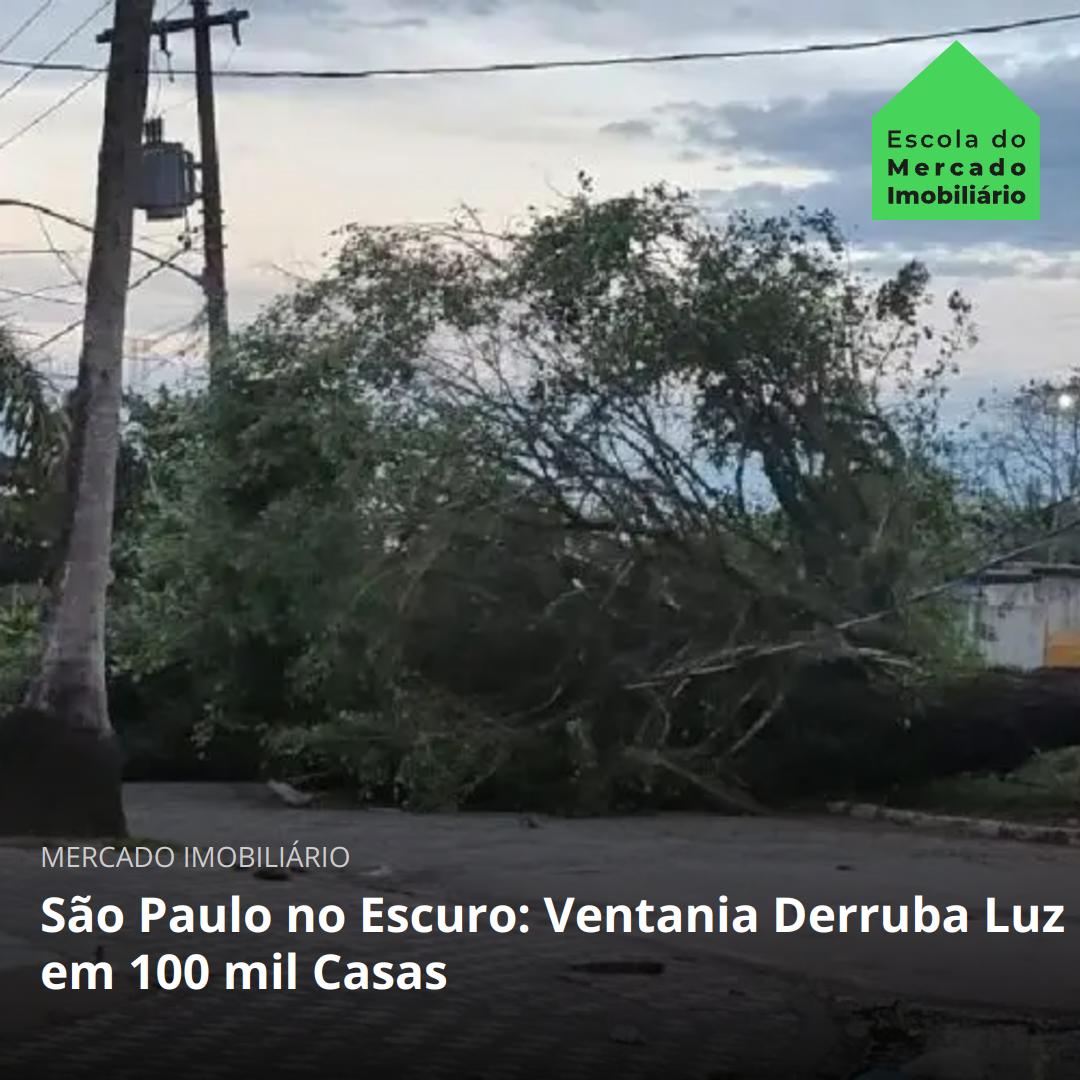 Escola do
Mercado
Imobiliário
MERCADO IMOBILIÁRIO
São Paulo no Escuro: Ventania Derruba Luz
em 100 mil Casas